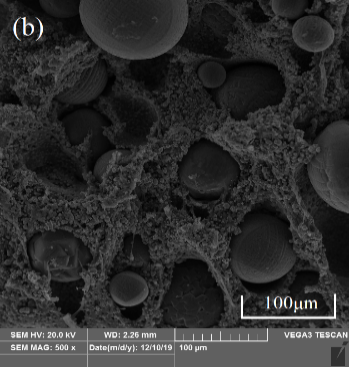 (b)
100μm
SEM HV: 20.0 kV
WD: 2.26 mm
VEGA3 TESCAN
SEM MAG: 500 x
Date(m/d/y): 12/10/19
100 μm